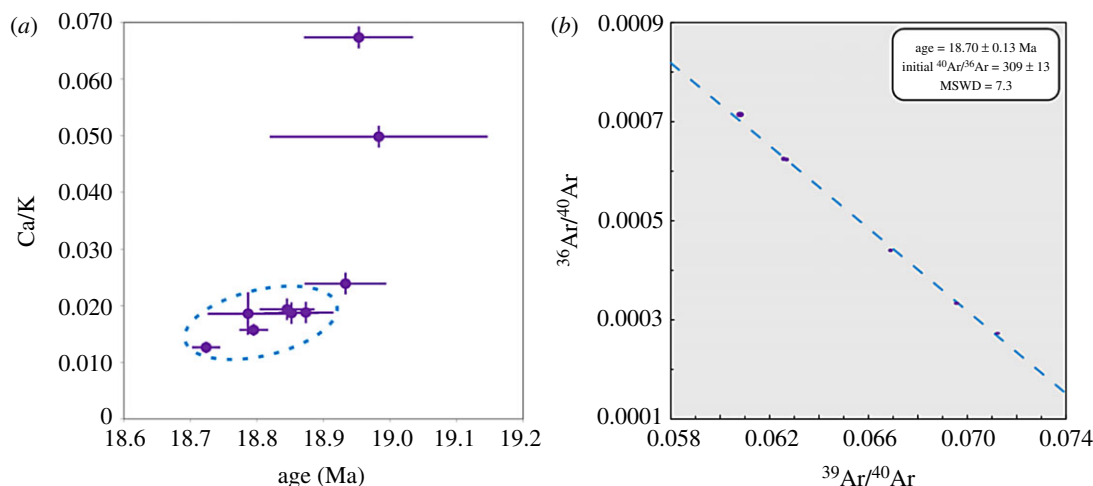 (a)
0.070
0.060
0.050
0.040
0.030
0.020
0.010
0
Ca/K
18.6 18.7 18.8 18.9 19.0 19.1 19.2
age (Ma)
(b)
0.0009
0.0007
0.0005
0.0003
0.0001
³⁶Ar/⁴⁰Ar
age = 18.70 ± 0.13 Ma
initial ⁴⁰Ar/³⁶Ar = 309 ± 13
MSWD = 7.3
0.058 0.062 0.066 0.070 0.074
³⁹Ar/⁴⁰Ar